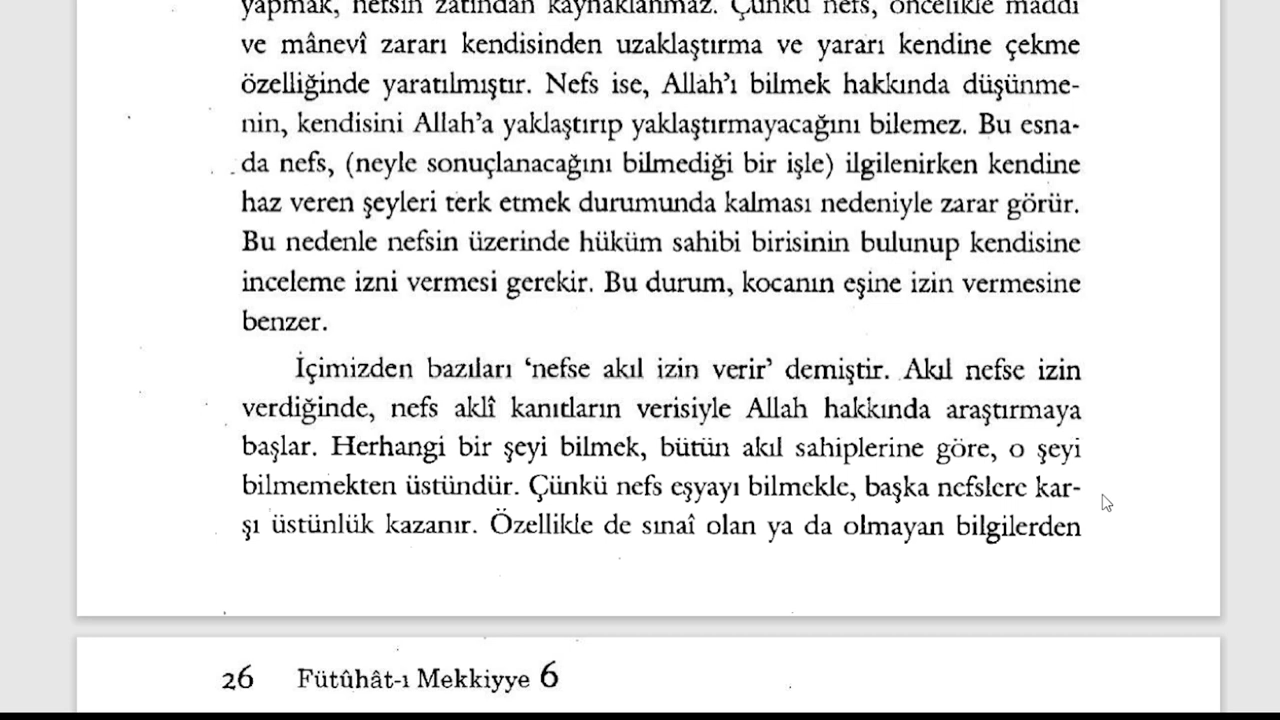 yapmak, nefsin zatından kaynaklanmaz. Çünkü nefs, öncelikle maddi
ve mânevî zararı kendisinden uzaklaştırma ve yararı kendine çekme
özelliğinde yaratılmıştır. Nefs ise, Allah’ı bilmek hakkında düşünme-
nin, kendisini Allah’a yaklaştırıp yaklaştırmayacağını bilemez. Bu esna-
da nefs, (neyle sonuçlanacağını bilmediği bir işle) ilgilenirken kendine
haz veren şeyleri terk etmek durumunda kalması nedeniyle zarar görür.
Bu nedenle nefsin üzerinde hüküm sahibi birisinin bulunup kendisine
inceleme izni vermesi gerekir. Bu durum, kocanın eşine izin vermesine
benzer.
İçimizden bazıları ‘nefse akıl izin verir’ demiştir. Akıl nefse izin
verdiğinde, nefs aklî kanıtların verisiyle Allah hakkında araştırmaya
başlar. Herhangi bir şeyi bilmek, bütün akıl sahiplerine göre, o şeyi
bilmemekten üstündür. Çünkü nefs eşyayı bilmekle, başka nefslere kar-
şı üstünlük kazanır. Özellikle de sınaî olan ya da olmayan bilgilerden
26 Fütûhât-ı Mekkiyye 6